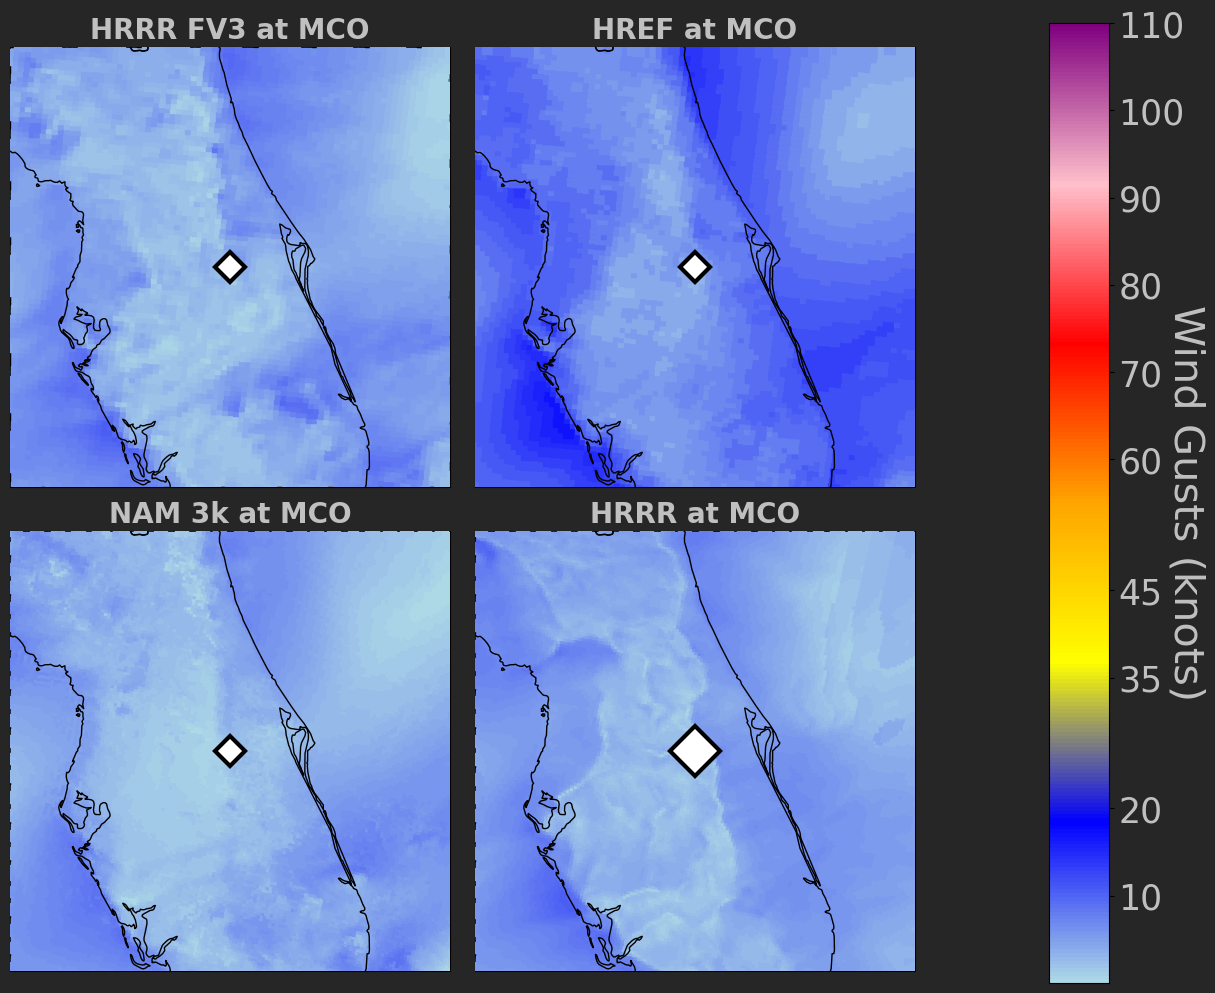 HRRR FV3 at MCO
HREF at MCO
NAM 3k at MCO
HRRR at MCO
110
100
90
80
70
60
45
35
20
10
Wind Gusts (knots)